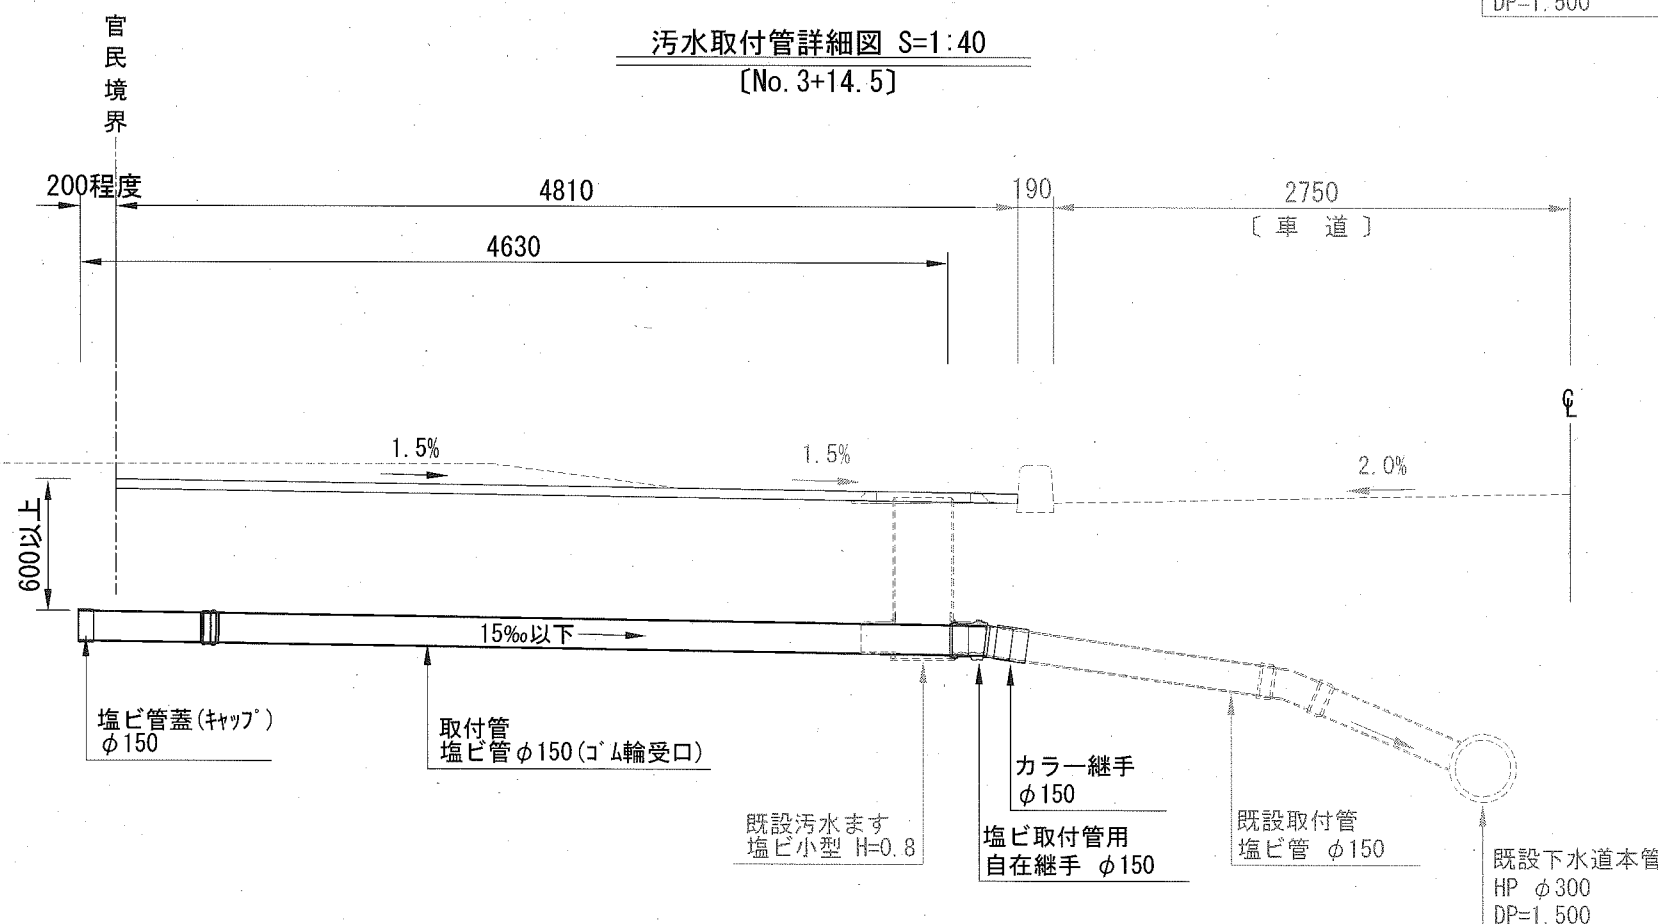 DP=1.500
官民境界
汚水取付管詳細図 S=1:40
〔No.3+14.5〕
200程度
4810
190
2750
〔 車 道 〕
4630
℄
1.5%
1.5%
2.0%
600以上
15‰以下
塩ビ管蓋(ｷｬｯﾌﾟ)
φ150
取付管
塩ビ管φ150(ｺﾞﾑ輪受口)
カラー継手
φ150
既設汚水ます
塩ビ小型 H=0.8
塩ビ取付管用
自在継手 φ150
既設取付管
塩ビ管 φ150
既設下水道本管
HP φ300
DP=1.500